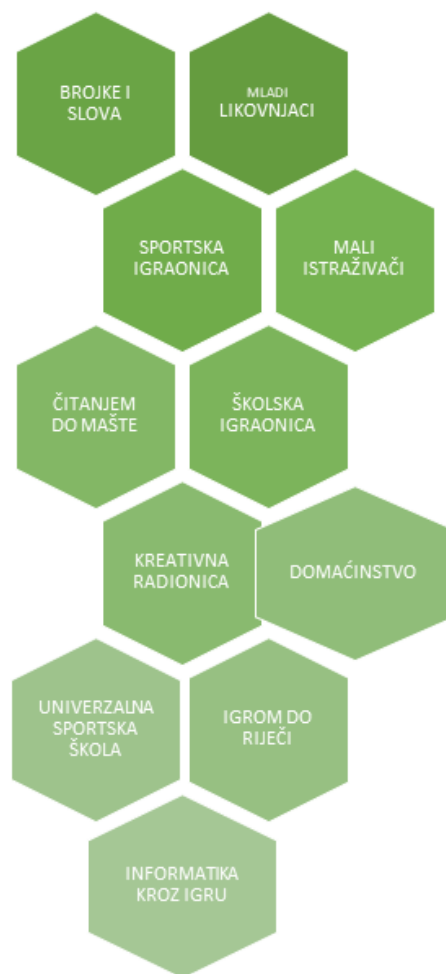 BROJKE I
SLOVA
MLADI
LIKOVNJACI
SPORTSKA
IGRAONICA
MALI
ISTRAŽIVAČI
ČITANJEM
DO MAŠTE
ŠKOLSKA
IGRAONICA
KREATIVNA
RADIONICA
DOMAĆINSTVO
UNIVERZALNA
SPORTSKA
ŠKOLA
IGROM DO
RIJEČI
INFORMATIKA
KROZ IGRU